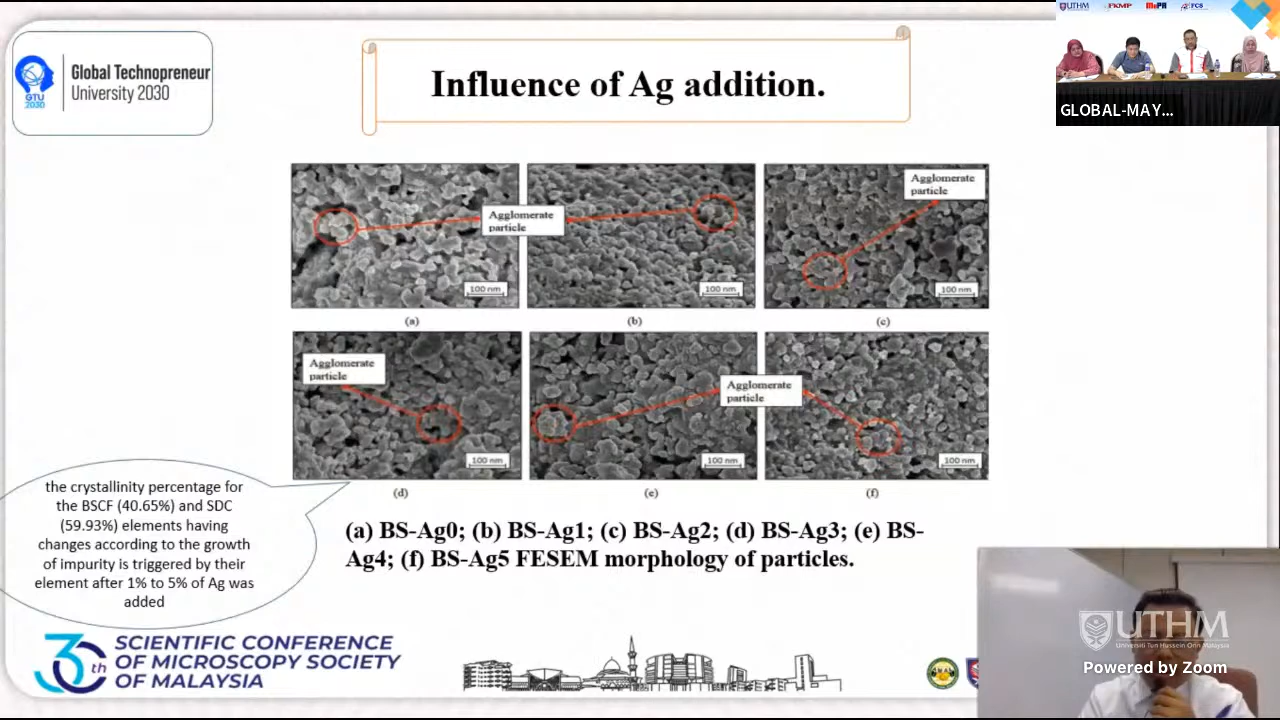 Global Technopreneur
University 2030
GTU
2030
Influence of Ag addition.
UTHM
FKMP
FCS
GLOBAL-MAY...
Agglomerate
particle
Agglomerate
particle
100 nm
100 nm
100 nm
(a)
(b)
(c)
Agglomerate
particle
Agglomerate
particle
100 nm
100 nm
100 nm
(d)
(e)
(f)
the crystallinity percentage for
the BSCF (40.65%) and SDC
(59.93%) elements having
changes according to the growth
of impurity is triggered by their
element after 1% to 5% of Ag was
added
(a) BS-Ag0; (b) BS-Ag1; (c) BS-Ag2; (d) BS-Ag3; (e) BS-
Ag4; (f) BS-Ag5 FESEM morphology of particles.
30th
SCIENTIFIC CONFERENCE
OF MICROSCOPY SOCIETY
OF MALAYSIA
UTHM
Universiti Tun Hussein Onn Malaysia
Powered by Zoom